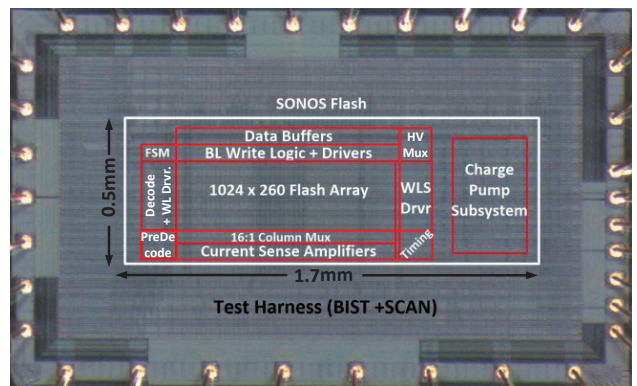 SONOS Flash
Data Buffers
HV
Mux
FSM
BL Write Logic + Drivers
Decode
+ WL Drvr.
1024 x 260 Flash Array
WLS
Drvr
Charge
Pump
Subsystem
0.5mm
PreDe
code
16:1 Column Mux
Current Sense Amplifiers
Timing
1.7mm
Test Harness (BIST +SCAN)